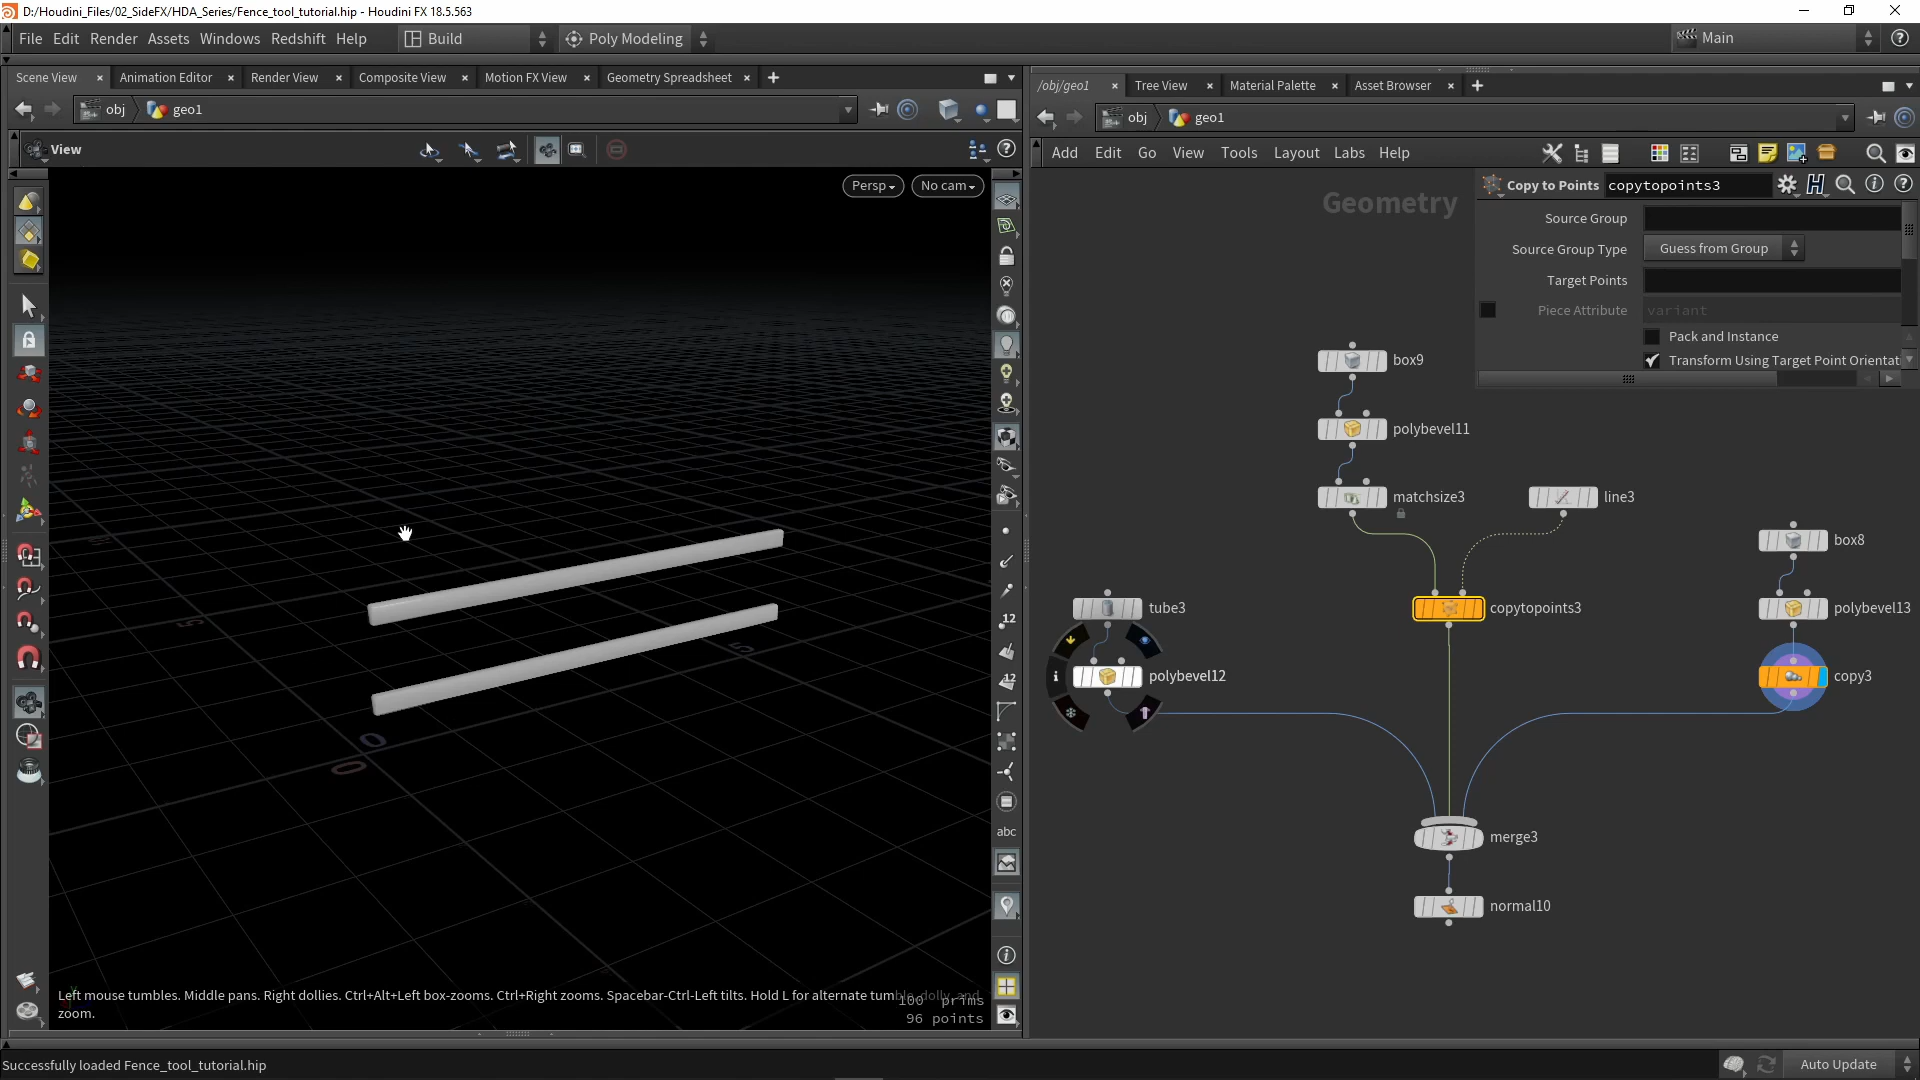 D:/Houdini_Files/02_SideFX/HDA_Series/Fence_tool_tutorial.hip - Houdini FX 18.5.563
File Edit Render Assets Windows Redshift Help Build Poly Modeling Main
Scene View Animation Editor Render View Composite View Motion FX View Geometry Spreadsheet
/obj/geo1 Tree View Material Palette Asset Browser
obj geo1
obj geo1
View
Add Edit Go View Tools Layout Labs Help
Persp No cam
Geometry
Copy to Points copytopoints3
Source Group
Source Group Type Guess from Group
Target Points
Piece Attribute variant
Pack and Instance
Transform Using Target Point Orientat
box9
polybevel11
matchsize3
line3
box8
tube3
copytopoints3
polybevel13
polybevel12
copy3
merge3
normal10
12
12
abc
5
5
0
0
Left mouse tumbles. Middle pans. Right dollies. Ctrl+Alt+Left box-zooms. Ctrl+Right zooms. Spacebar-Ctrl-Left tilts. Hold L for alternate tumble, dolly, and
zoom.
100 prims
96 points
Successfully loaded Fence_tool_tutorial.hip
Auto Update